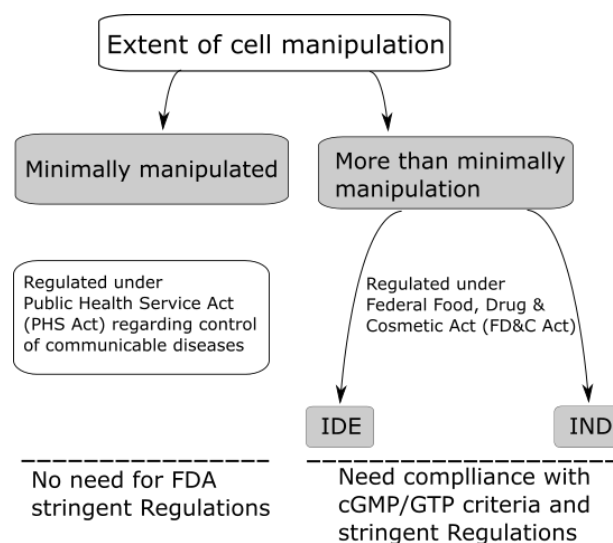 Extent of cell manipulation
Minimally manipulated
More than minimally
manipulation
Regulated under
Public Health Service Act
(PHS Act) regarding control
of communicable diseases
Regulated under
Federal Food, Drug &
Cosmetic Act (FD&C Act)
IDE
IND
No need for FDA
stringent Regulations
Need complliance with
cGMP/GTP criteria and
stringent Regulations